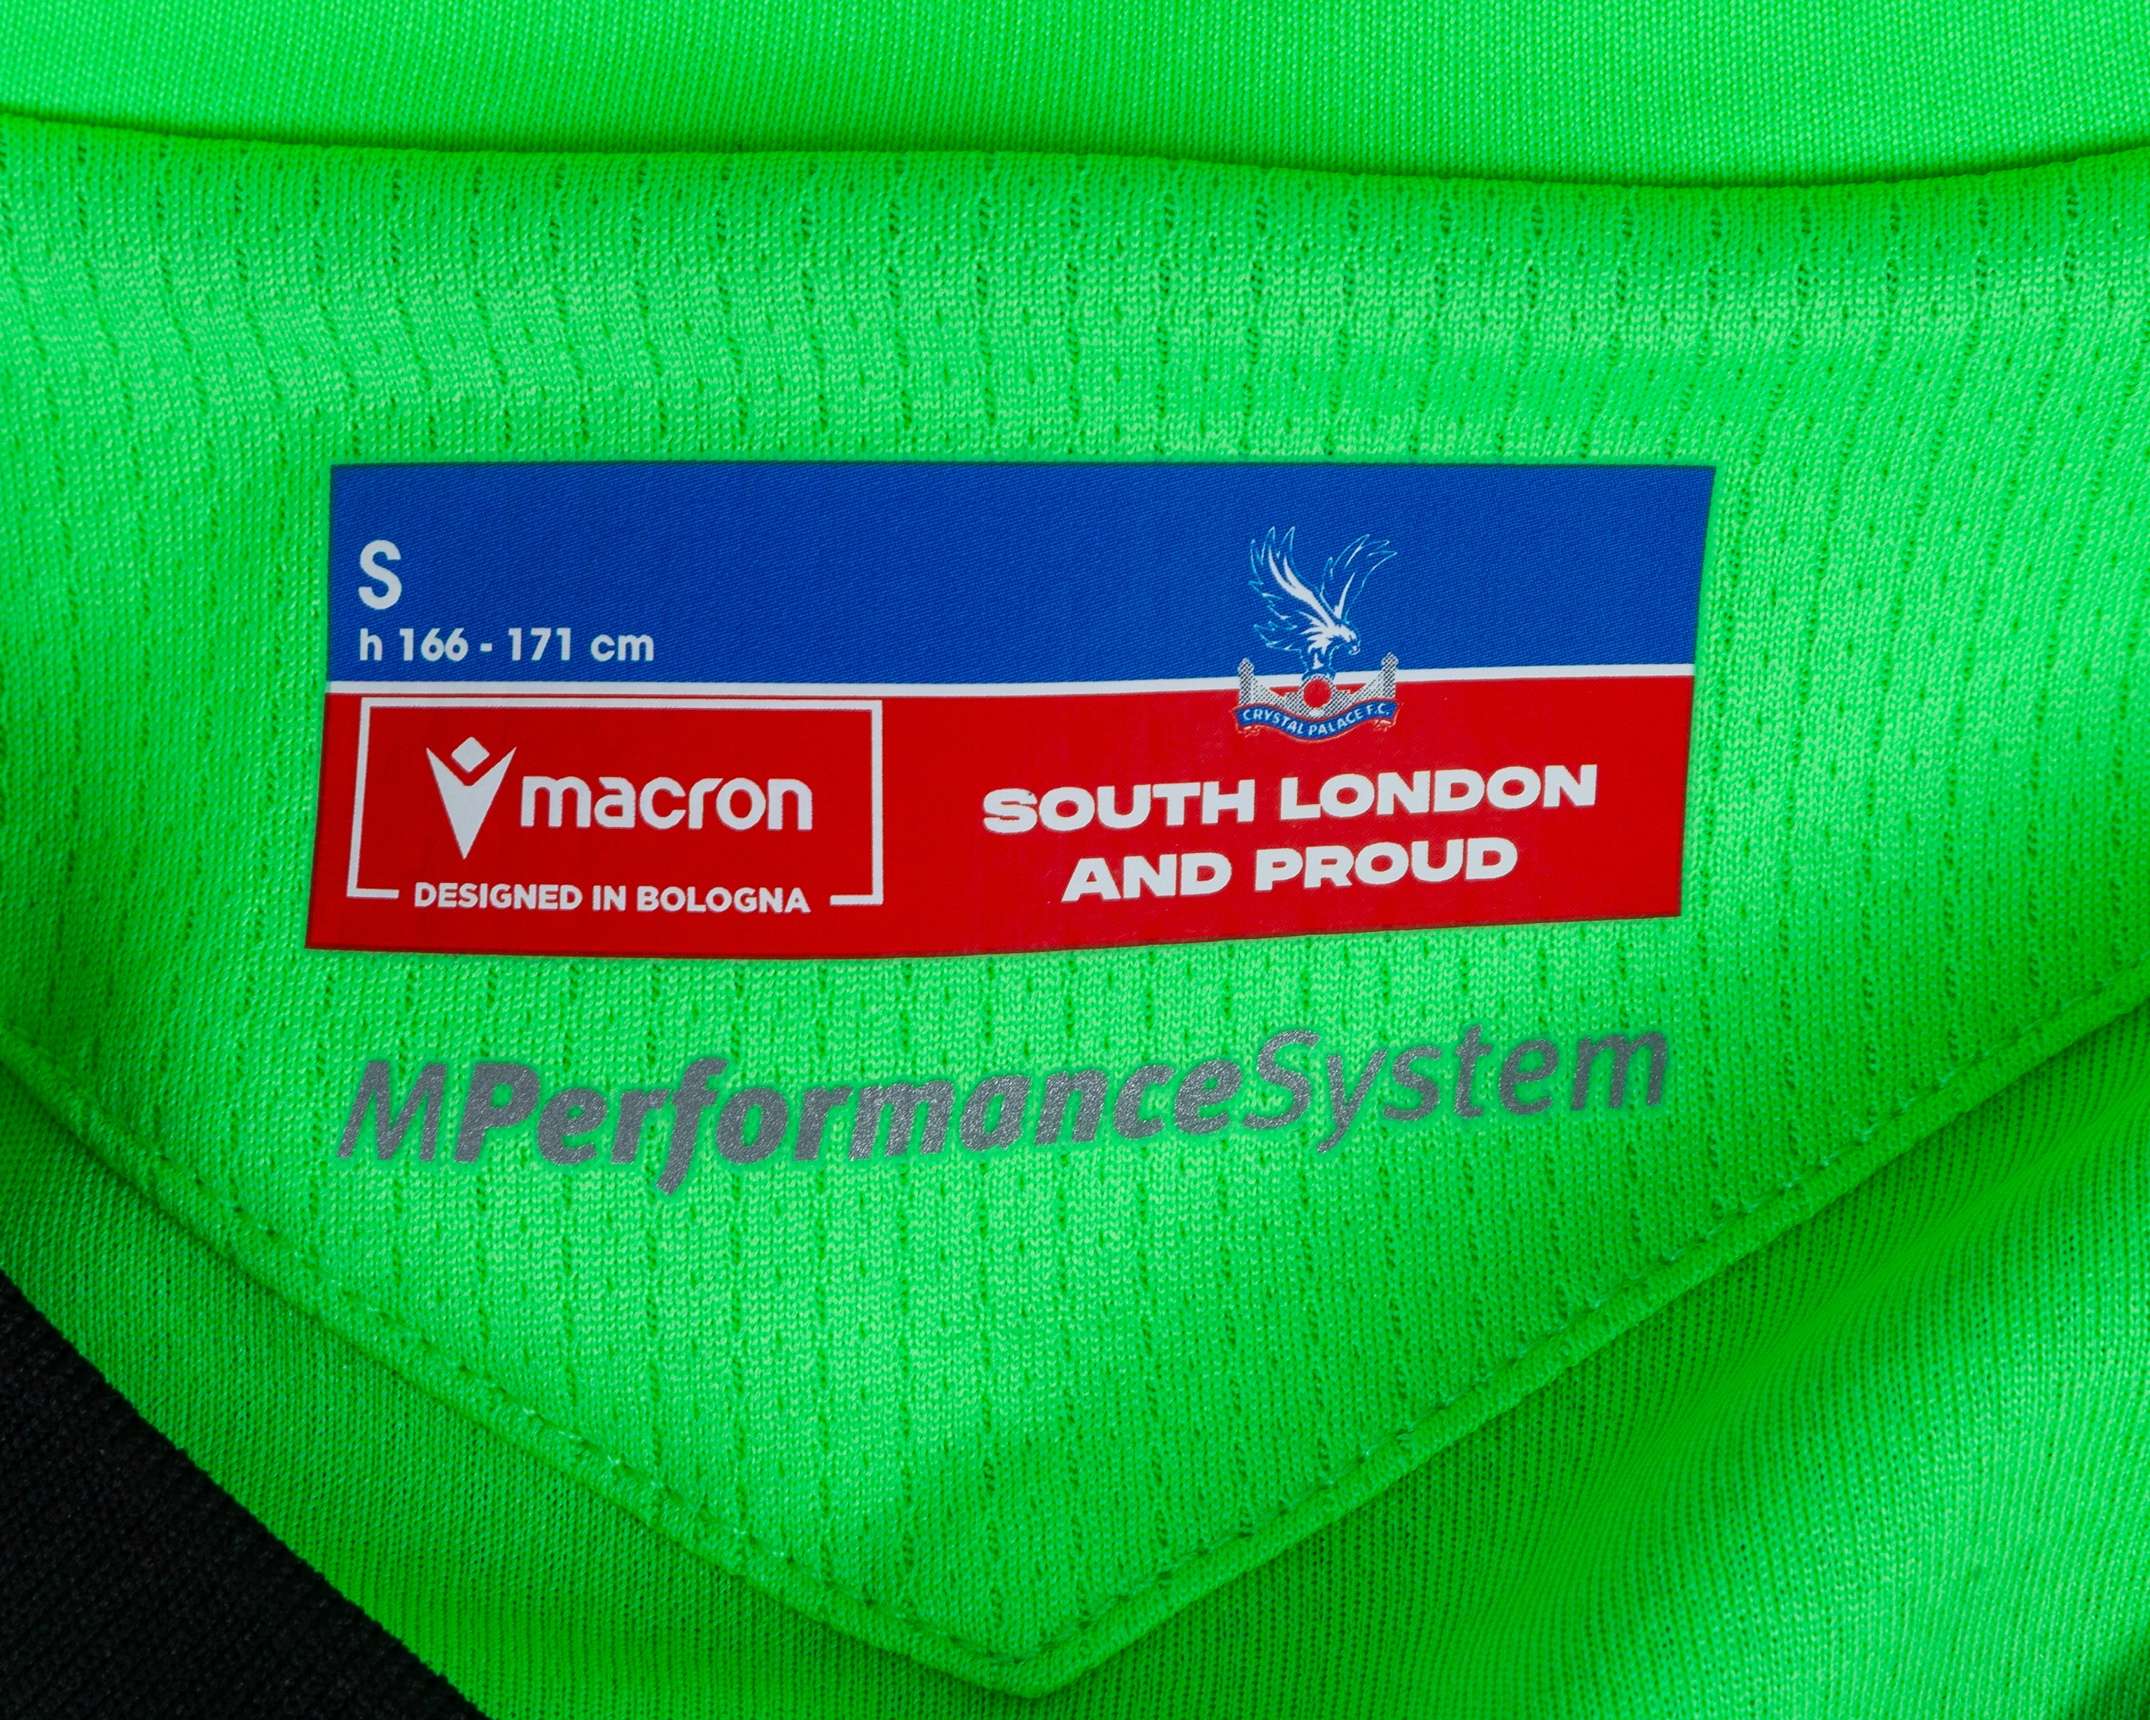 S
h 166 - 171 cm
CRYSTAL PALACE F.C.
macron
DESIGNED IN BOLOGNA
SOUTH LONDON
AND PROUD
MPerformanceSystem